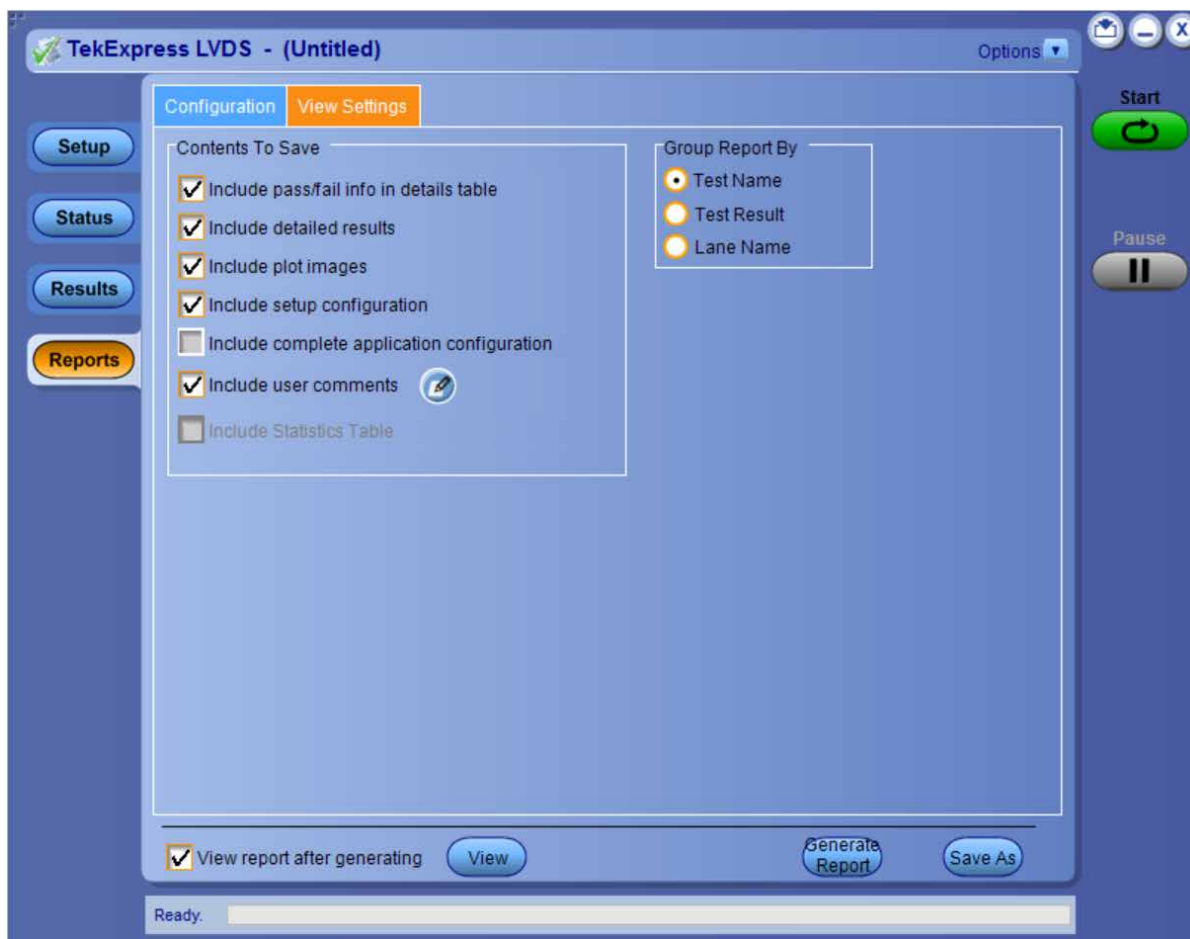 TekExpress LVDS - (Untitled)
Options
X
Start
Pause
Setup
Status
Results
Reports
Configuration
View Settings
Contents To Save
Include pass/fail info in details table
Include detailed results
Include plot images
Include setup configuration
Include complete application configuration
Include user comments
Include Statistics Table
Group Report By
Test Name
Test Result
Lane Name
View report after generating
View
Generate
Report
Save As
Ready.